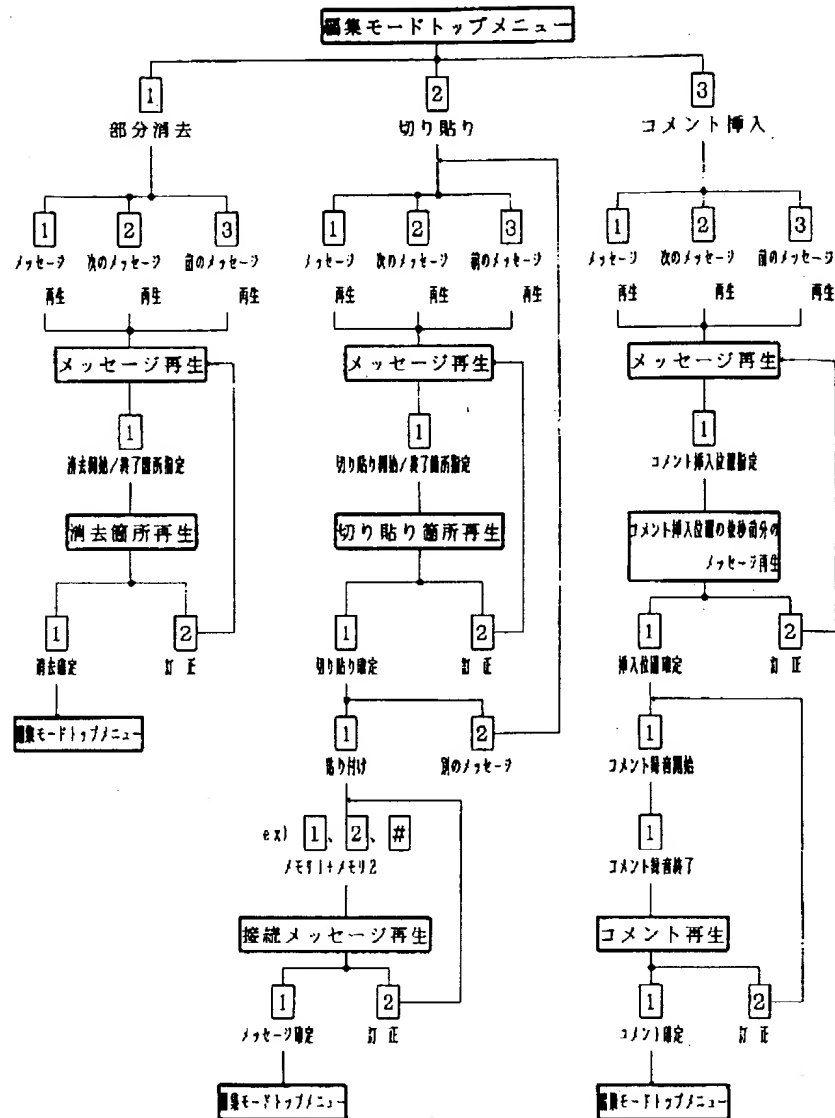 編集モードトップメニュー
1 2 3
部分消去 切り貼り コメント挿入
1 2 3 1 2 3 1 2 3
メッセージ 次のメッセージ 前のメッセージ メッセージ 次のメッセージ 前のメッセージ メッセージ 次のメッセージ 前のメッセージ
再生 再生 再生 再生 再生 再生 再生 再生 再生
メッセージ再生 メッセージ再生 メッセージ再生
1 1 1
消去開始/終了箇所指定 切り貼り開始/終了箇所指定 コメント挿入位置指定
消去箇所再生 切り貼り箇所再生 コメント挿入位置の数秒前分の
メッセージ再生
1 2 1 2 1 2
消去確定 訂正 切り貼り確定 訂正 挿入位置確定 訂正
編集モードトップメニュー 1 2 1
貼り付け 別のメッセージ コメント録音開始
ex) 1、2、# 1
メモリ1+メモリ2 コメント録音終了
接続メッセージ再生 コメント再生
1 2 1 2
メッセージ確定 訂正 コメント確定 訂正
編集モードトップメニュー 編集モードトップメニュー